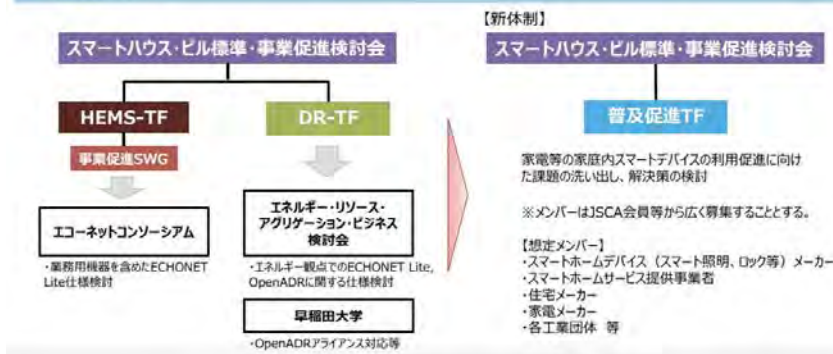 【新体制】
スマートハウス・ビル標準・事業促進検討会
HEMS-TF
DR-TF
事業促進SWG
エコーネットコンソーシアム
・業務用機器を含めたECHONET
Lite仕様検討
エネルギー・リソース・
アグリゲーション・ビジネス
検討会
・エネルギー観点でのECHONET Lite,
OpenADRに関する仕様検討
早稲田大学
・OpenADRアライアンス対応等
スマートハウス・ビル標準・事業促進検討会
普及促進TF
家電等の家庭内スマートデバイスの利用促進に向け
た課題の洗い出し、解決策の検討
※メンバーはJSCA会員等から広く募集することとする。
【想定メンバー】
・スマートホームデバイス（スマート照明、ロック等）メーカー
・スマートホームサービス提供事業者
・住宅メーカー
・家電メーカー
・各工業団体 等